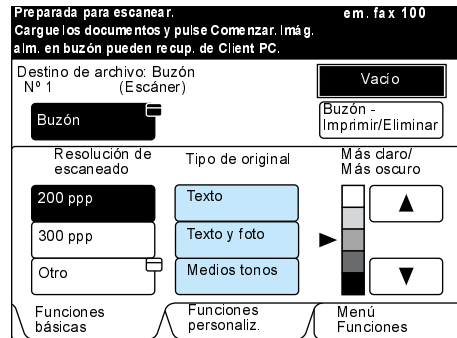 Preparada para escanear. em. fax 100
Cargue los documentos y pulse Comenzar. Imág.
alm. en buzón pueden recup. de Client PC.
Destino de archivo: Buzón
Nº 1 (Escáner)
Vacío
Buzón
Buzón -
Imprimir/Eliminar
Resolución de
escaneado
Tipo de original
Más claro/
Más oscuro
200 ppp
Texto
300 ppp
Texto y foto
Otro
Medios tonos
Funciones
básicas
Funciones
personaliz.
Menú
Funciones